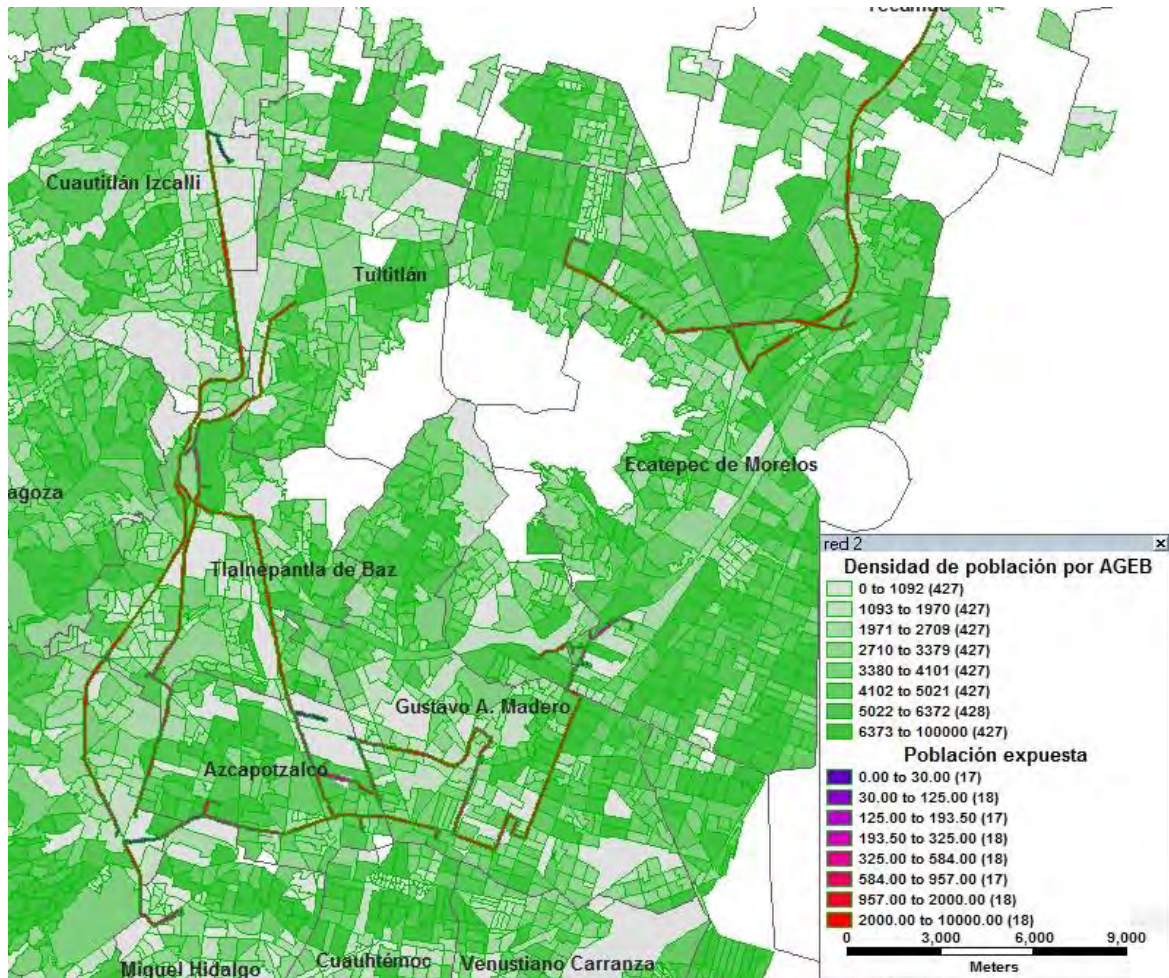 Tecámac
Cuautitlán Izcalli
Tultitlán
Ecatepec de Morelos
agoza
Tlalnepantla de Baz
Gustavo A. Madero
Azcapotzalco
Miguel Hidalgo
Cuauhtémoc
Venustiano Carranza
red 2
Densidad de población por AGEB
0 to 1092 (427)
1093 to 1970 (427)
1971 to 2709 (427)
2710 to 3379 (427)
3380 to 4101 (427)
4102 to 5021 (427)
5022 to 6372 (428)
6373 to 100000 (427)
Población expuesta
0.00 to 30.00 (17)
30.00 to 125.00 (18)
125.00 to 193.50 (17)
193.50 to 325.00 (18)
325.00 to 584.00 (18)
584.00 to 957.00 (17)
957.00 to 2000.00 (18)
2000.00 to 10000.00 (18)
0 3,000 6,000 9,000
Meters